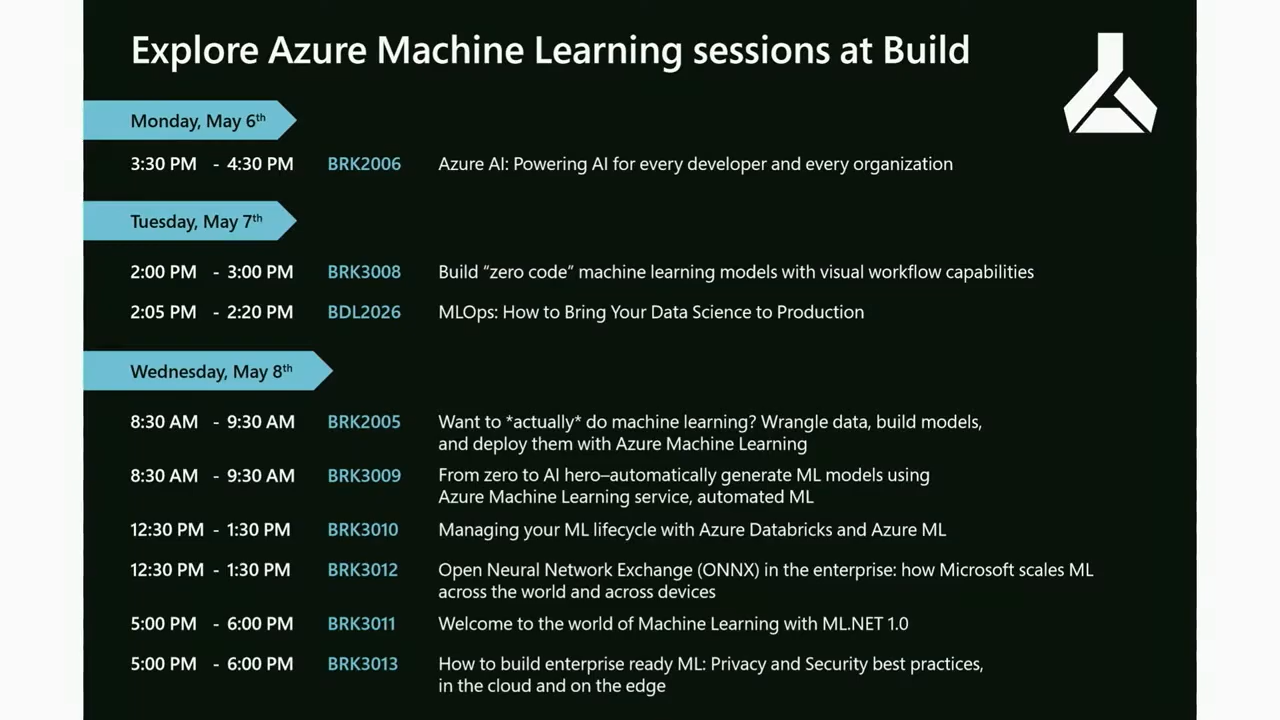 Explore Azure Machine Learning sessions at Build
Monday, May 6th
3:30 PM - 4:30 PM BRK2006 Azure AI: Powering AI for every developer and every organization
Tuesday, May 7th
2:00 PM - 3:00 PM BRK3008 Build “zero code” machine learning models with visual workflow capabilities
2:05 PM - 2:20 PM BDL2026 MLOps: How to Bring Your Data Science to Production
Wednesday, May 8th
8:30 AM - 9:30 AM BRK2005 Want to *actually* do machine learning? Wrangle data, build models,
and deploy them with Azure Machine Learning
8:30 AM - 9:30 AM BRK3009 From zero to AI hero–automatically generate ML models using
Azure Machine Learning service, automated ML
12:30 PM - 1:30 PM BRK3010 Managing your ML lifecycle with Azure Databricks and Azure ML
12:30 PM - 1:30 PM BRK3012 Open Neural Network Exchange (ONNX) in the enterprise: how Microsoft scales ML
across the world and across devices
5:00 PM - 6:00 PM BRK3011 Welcome to the world of Machine Learning with ML.NET 1.0
5:00 PM - 6:00 PM BRK3013 How to build enterprise ready ML: Privacy and Security best practices,
in the cloud and on the edge